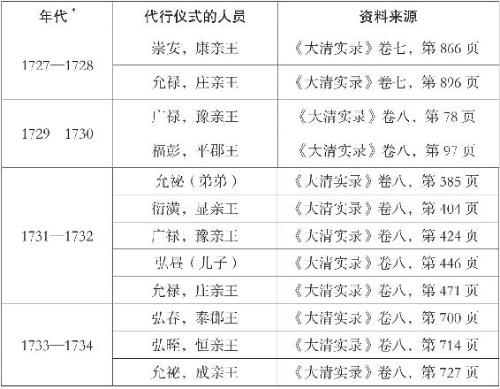 年代 * 代行仪式的人员 资料来源
1727—1728 崇安，康亲王 《大清实录》卷七，第 866 页
允禄，庄亲王 《大清实录》卷七，第 896 页
1729 1730 广禄，豫亲王 《大清实录》卷八，第 78 页
福彭，平郡王 《大清实录》卷八，第 97 页
1731—1732 允祕（弟弟） 《大清实录》卷八，第 385 页
衍潢，显亲王 《大清实录》卷八，第 404 页
广禄，豫亲王 《大清实录》卷八，第 424 页
弘昼（儿子） 《大清实录》卷八，第 446 页
允禄，庄亲王 《大清实录》卷八，第 471 页
1733—1734 弘春，泰郡王 《大清实录》卷八，第 700 页
弘晊，恒亲王 《大清实录》卷八，第 714 页
允祕，诚亲王 《大清实录》卷八，第 727 页